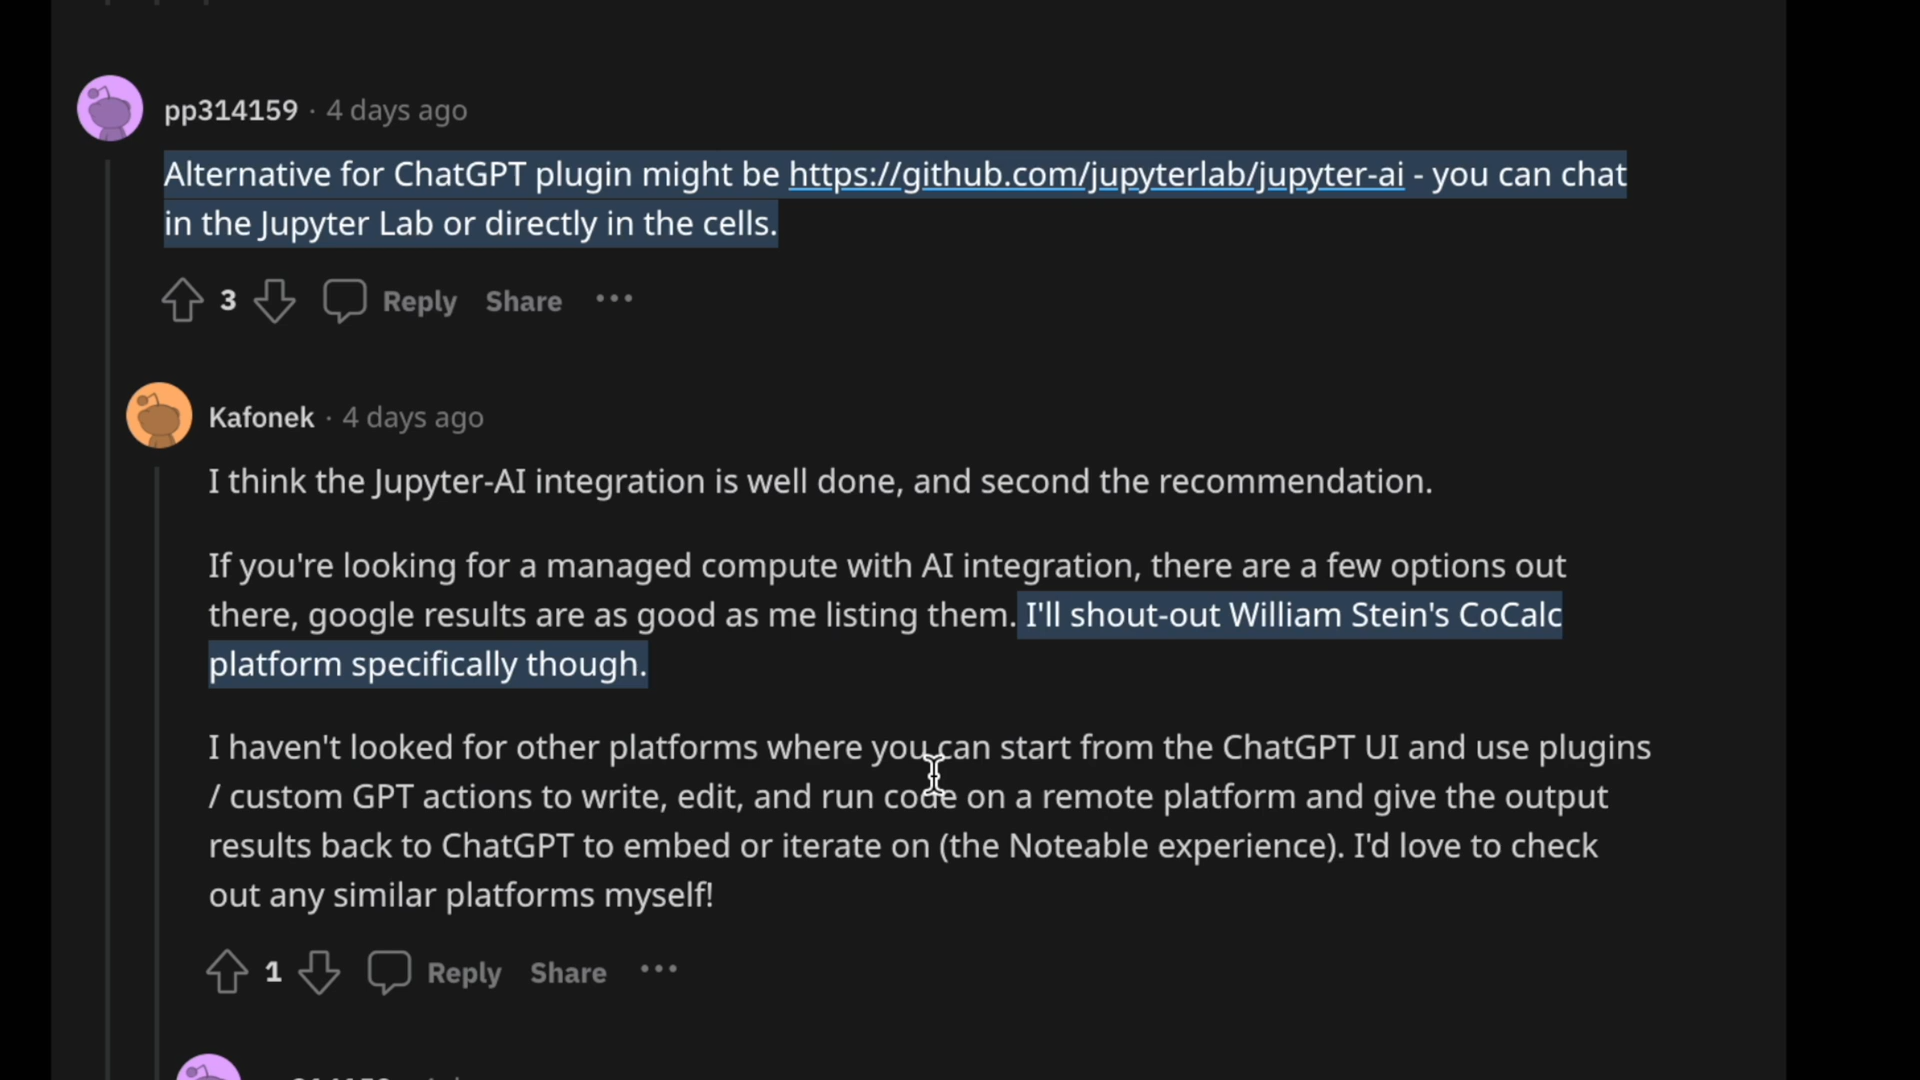 pp314159 · 4 days ago
Alternative for ChatGPT plugin might be https://github.com/jupyterlab/jupyter-ai - you can chat
in the Jupyter Lab or directly in the cells.
3 Reply Share ···
Kafonek · 4 days ago
I think the Jupyter-AI integration is well done, and second the recommendation.
If you're looking for a managed compute with AI integration, there are a few options out
there, google results are as good as me listing them. I'll shout-out William Stein's CoCalc
platform specifically though.
I haven't looked for other platforms where you can start from the ChatGPT UI and use plugins
/ custom GPT actions to write, edit, and run code on a remote platform and give the output
results back to ChatGPT to embed or iterate on (the Noteable experience). I'd love to check
out any similar platforms myself!
1 Reply Share ···